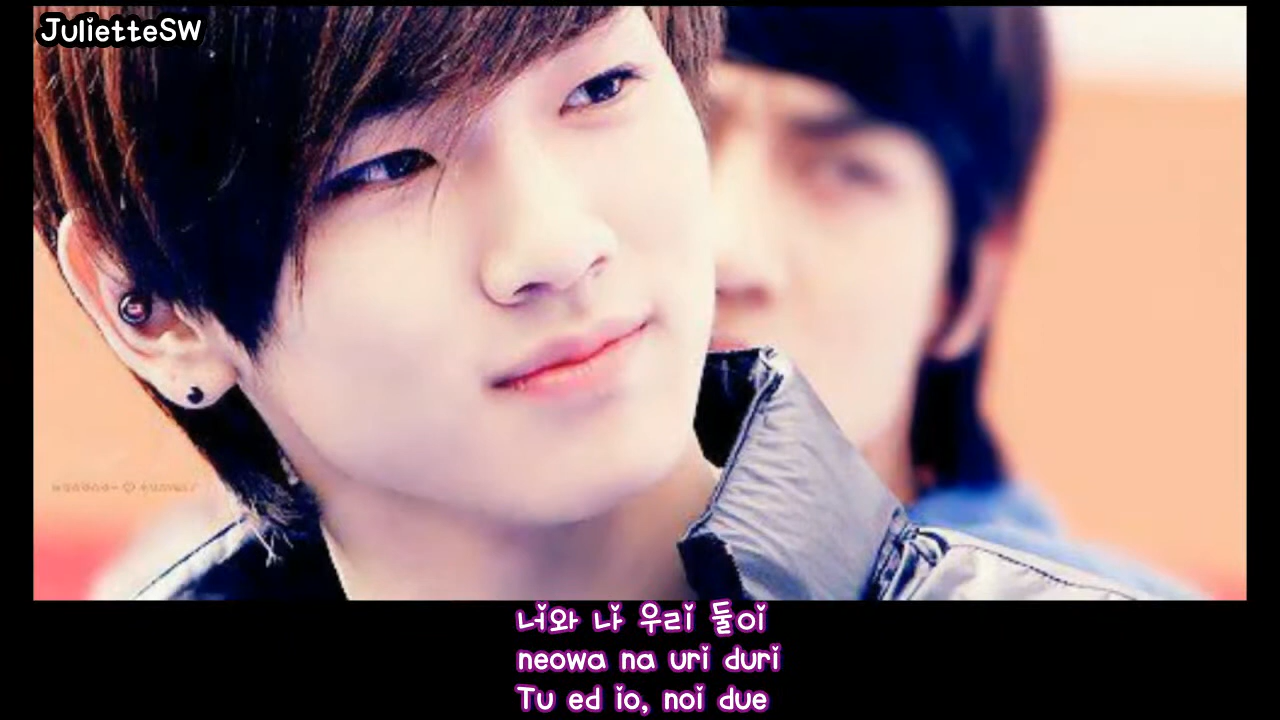 JulietteSW
너와 나 우리 둘이
neowa na uri duri
Tu ed io, noi due